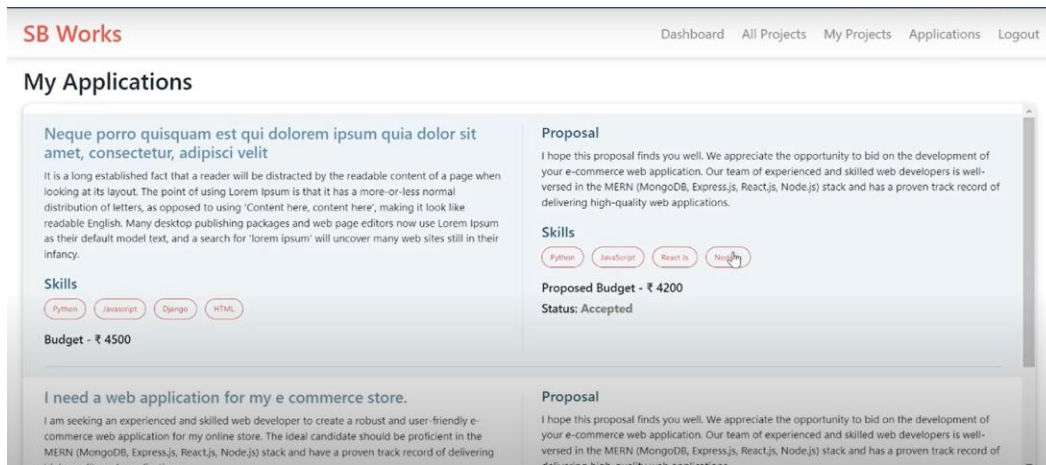 SB Works
Dashboard All Projects My Projects Applications Logout
My Applications
Neque porro quisquam est qui dolorem ipsum quia dolor sit
amet, consectetur, adipisci velit
It is a long established fact that a reader will be distracted by the readable content of a page when
looking at its layout. The point of using Lorem Ipsum is that it has a more-or-less normal
distribution of letters, as opposed to using 'Content here, content here', making it look like
readable English. Many desktop publishing packages and web page editors now use Lorem Ipsum
as their default model text, and a search for 'lorem ipsum' will uncover many web sites still in their
infancy.
Skills
Python Javascript Django HTML
Budget - ₹ 4500
Proposal
I hope this proposal finds you well. We appreciate the opportunity to bid on the development of
your e-commerce web application. Our team of experienced and skilled web developers is well-
versed in the MERN (MongoDB, Express.js, React.js, Node.js) stack and has a proven track record of
delivering high-quality web applications.
Skills
Python JavaScript React Js
Proposed Budget - ₹ 4200
Status: Accepted
I need a web application for my e commerce store.
I am seeking an experienced and skilled web developer to create a robust and user-friendly e-
commerce web application for my online store. The ideal candidate should be proficient in the
MERN (MongoDB, Express.js, React.js, Node.js) stack and have a proven track record of delivering
Proposal
I hope this proposal finds you well. We appreciate the opportunity to bid on the development of
your e-commerce web application. Our team of experienced and skilled web developers is well-
versed in the MERN (MongoDB, Express.js, React.js, Node.js) stack and has a proven track record of